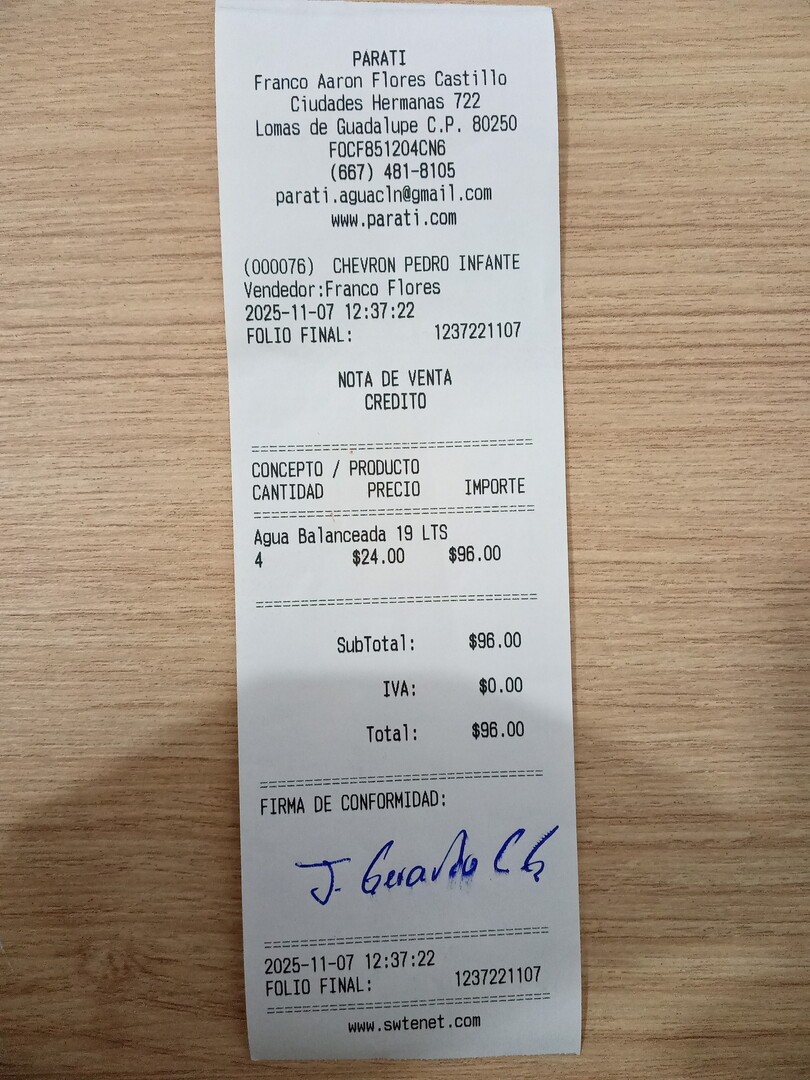 PARATI
Franco Aaron Flores Castillo
Ciudades Hermanas 722
Lomas de Guadalupe C.P. 80250
FOCF851204CN6
(667) 481-8105
parati.aguacln@gmail.com
www.parati.com
(000076) CHEVRON PEDRO INFANTE
Vendedor:Franco Flores
2025-11-07 12:37:22
FOLIO FINAL: 1237221107
NOTA DE VENTA
CREDITO
CONCEPTO / PRODUCTO
CANTIDAD PRECIO IMPORTE
Agua Balanceada 19 LTS
4 $24.00 $96.00
SubTotal: $96.00
IVA: $0.00
Total: $96.00
FIRMA DE CONFORMIDAD:
J. Gerardo C G
2025-11-07 12:37:22
FOLIO FINAL: 1237221107
www.swtenet.com